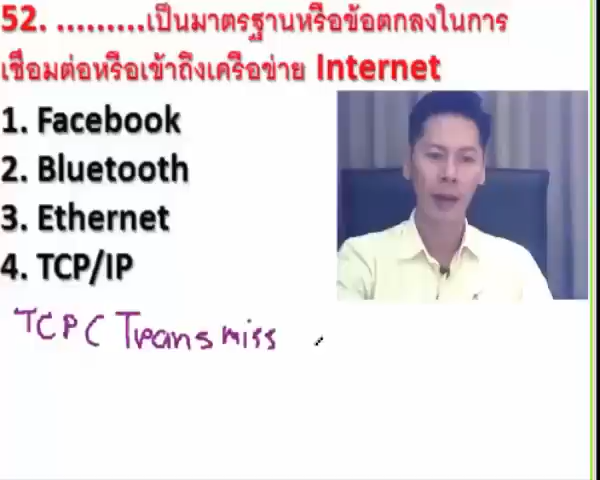 52. .........เป็นมาตรฐานหรือข้อตกลงในการ
เชื่อมต่อหรือเข้าถึงเครือข่าย Internet
1. Facebook
2. Bluetooth
3. Ethernet
4. TCP/IP
TCP( Transmiss